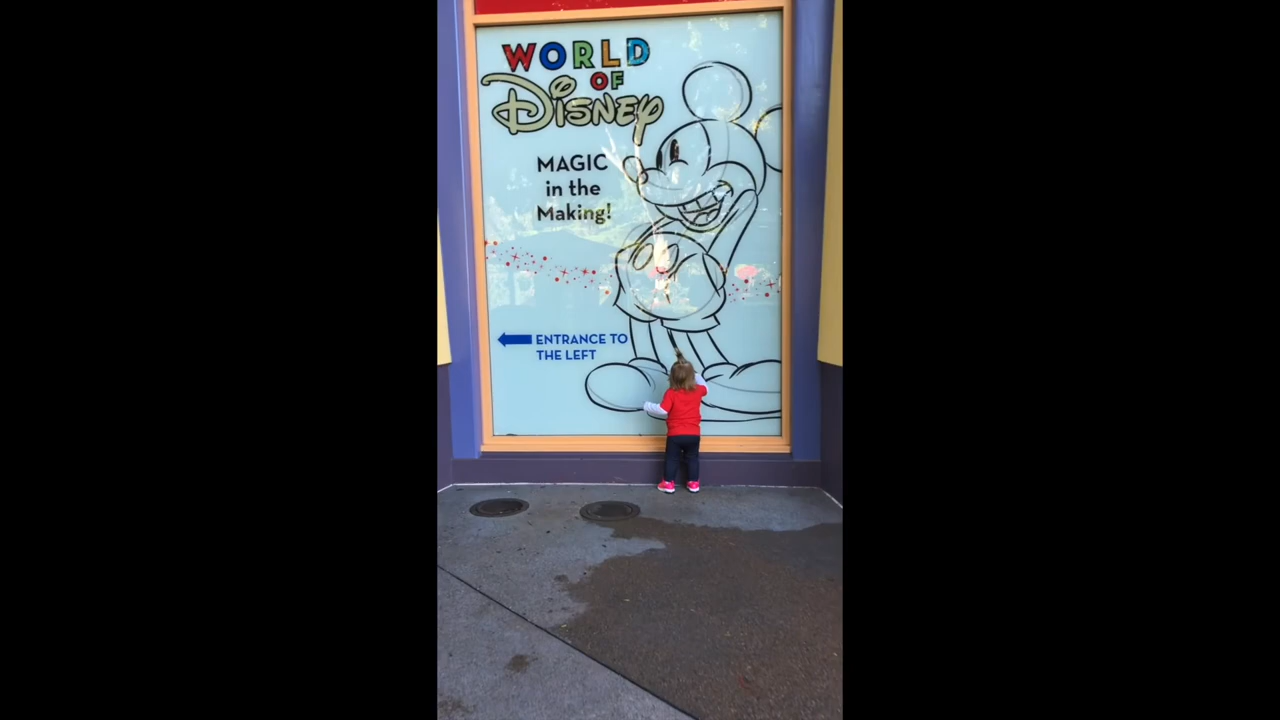 WORLD
OF
Disney
MAGIC
in the
Making!
ENTRANCE TO
THE LEFT